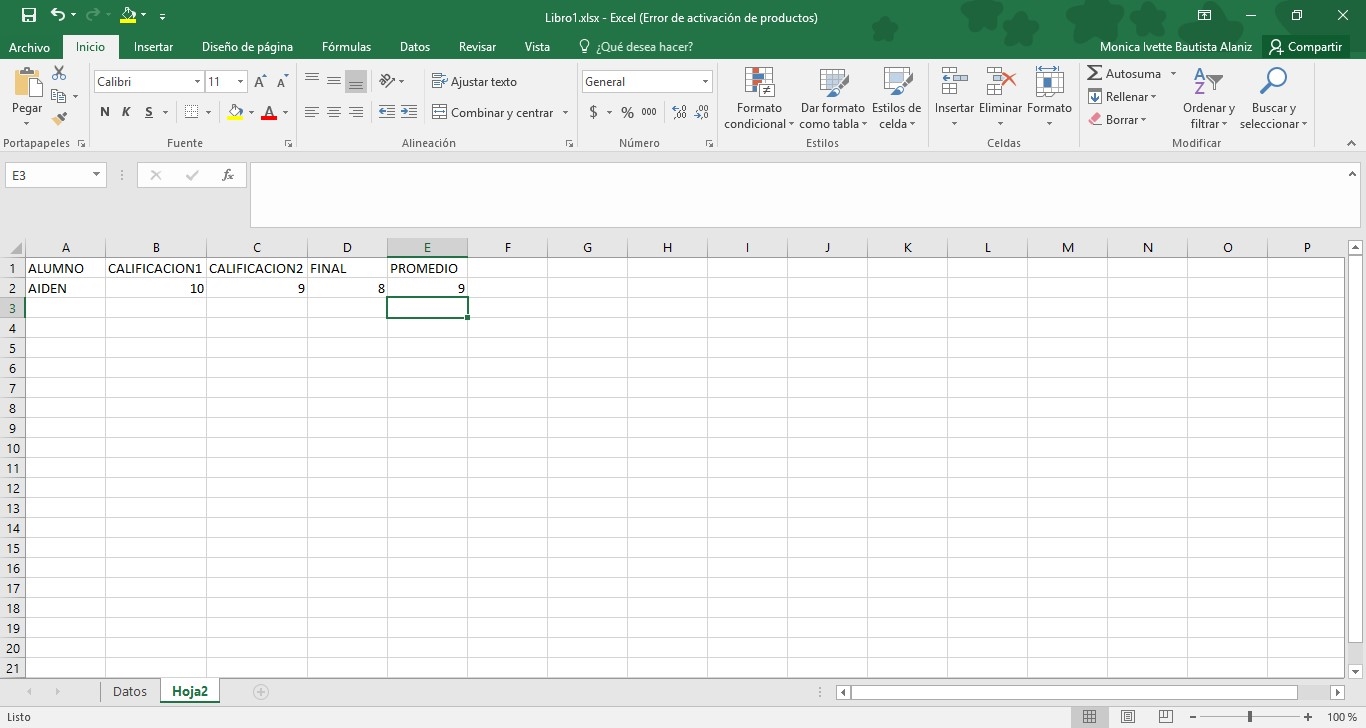 Libro1.xlsx - Excel (Error de activación de productos)
Archivo Inicio Insertar Diseño de página Fórmulas Datos Revisar Vista ¿Qué desea hacer? Monica Ivette Bautista Alaniz Compartir
Pegar Calibri 11 A A Ajustar texto General Formato condicional Dar formato como tabla Estilos de celda Insertar Eliminar Formato Autosuma Rellenar Borrar Ordenar y filtrar Buscar y seleccionar
N K S A Combinar y centrar $ % 000
Portapapeles Fuente Alineación Número Estilos Celdas Modificar
E3 fx
A B C D E F G H I J K L M N O P
1 ALUMNO CALIFICACION1 CALIFICACION2 FINAL PROMEDIO
2 AIDEN 10 9 8 9
3
4
5
6
7
8
9
10
11
12
13
14
15
16
17
18
19
20
21
Datos Hoja2
Listo 100 %